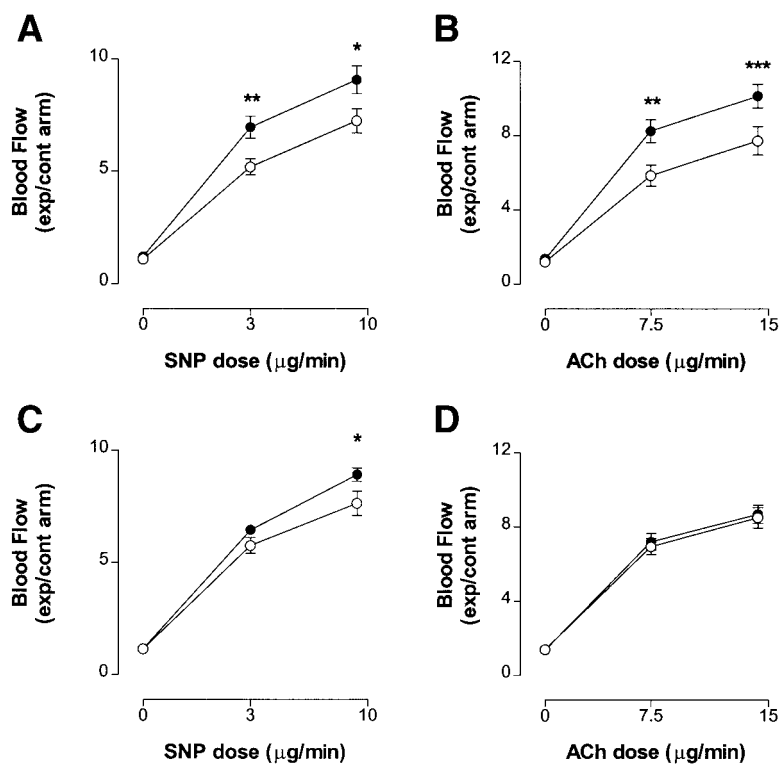 A
Blood Flow
(exp/cont arm)
10
5
0
**
*
0 3 10
SNP dose (µg/min)
B
Blood Flow
(exp/cont arm)
12
8
4
0
**
***
0 7.5 15
ACh dose (µg/min)
C
Blood Flow
(exp/cont arm)
10
5
0
*
0 3 10
SNP dose (µg/min)
D
Blood Flow
(exp/cont arm)
12
8
4
0
0 7.5 15
ACh dose (µg/min)